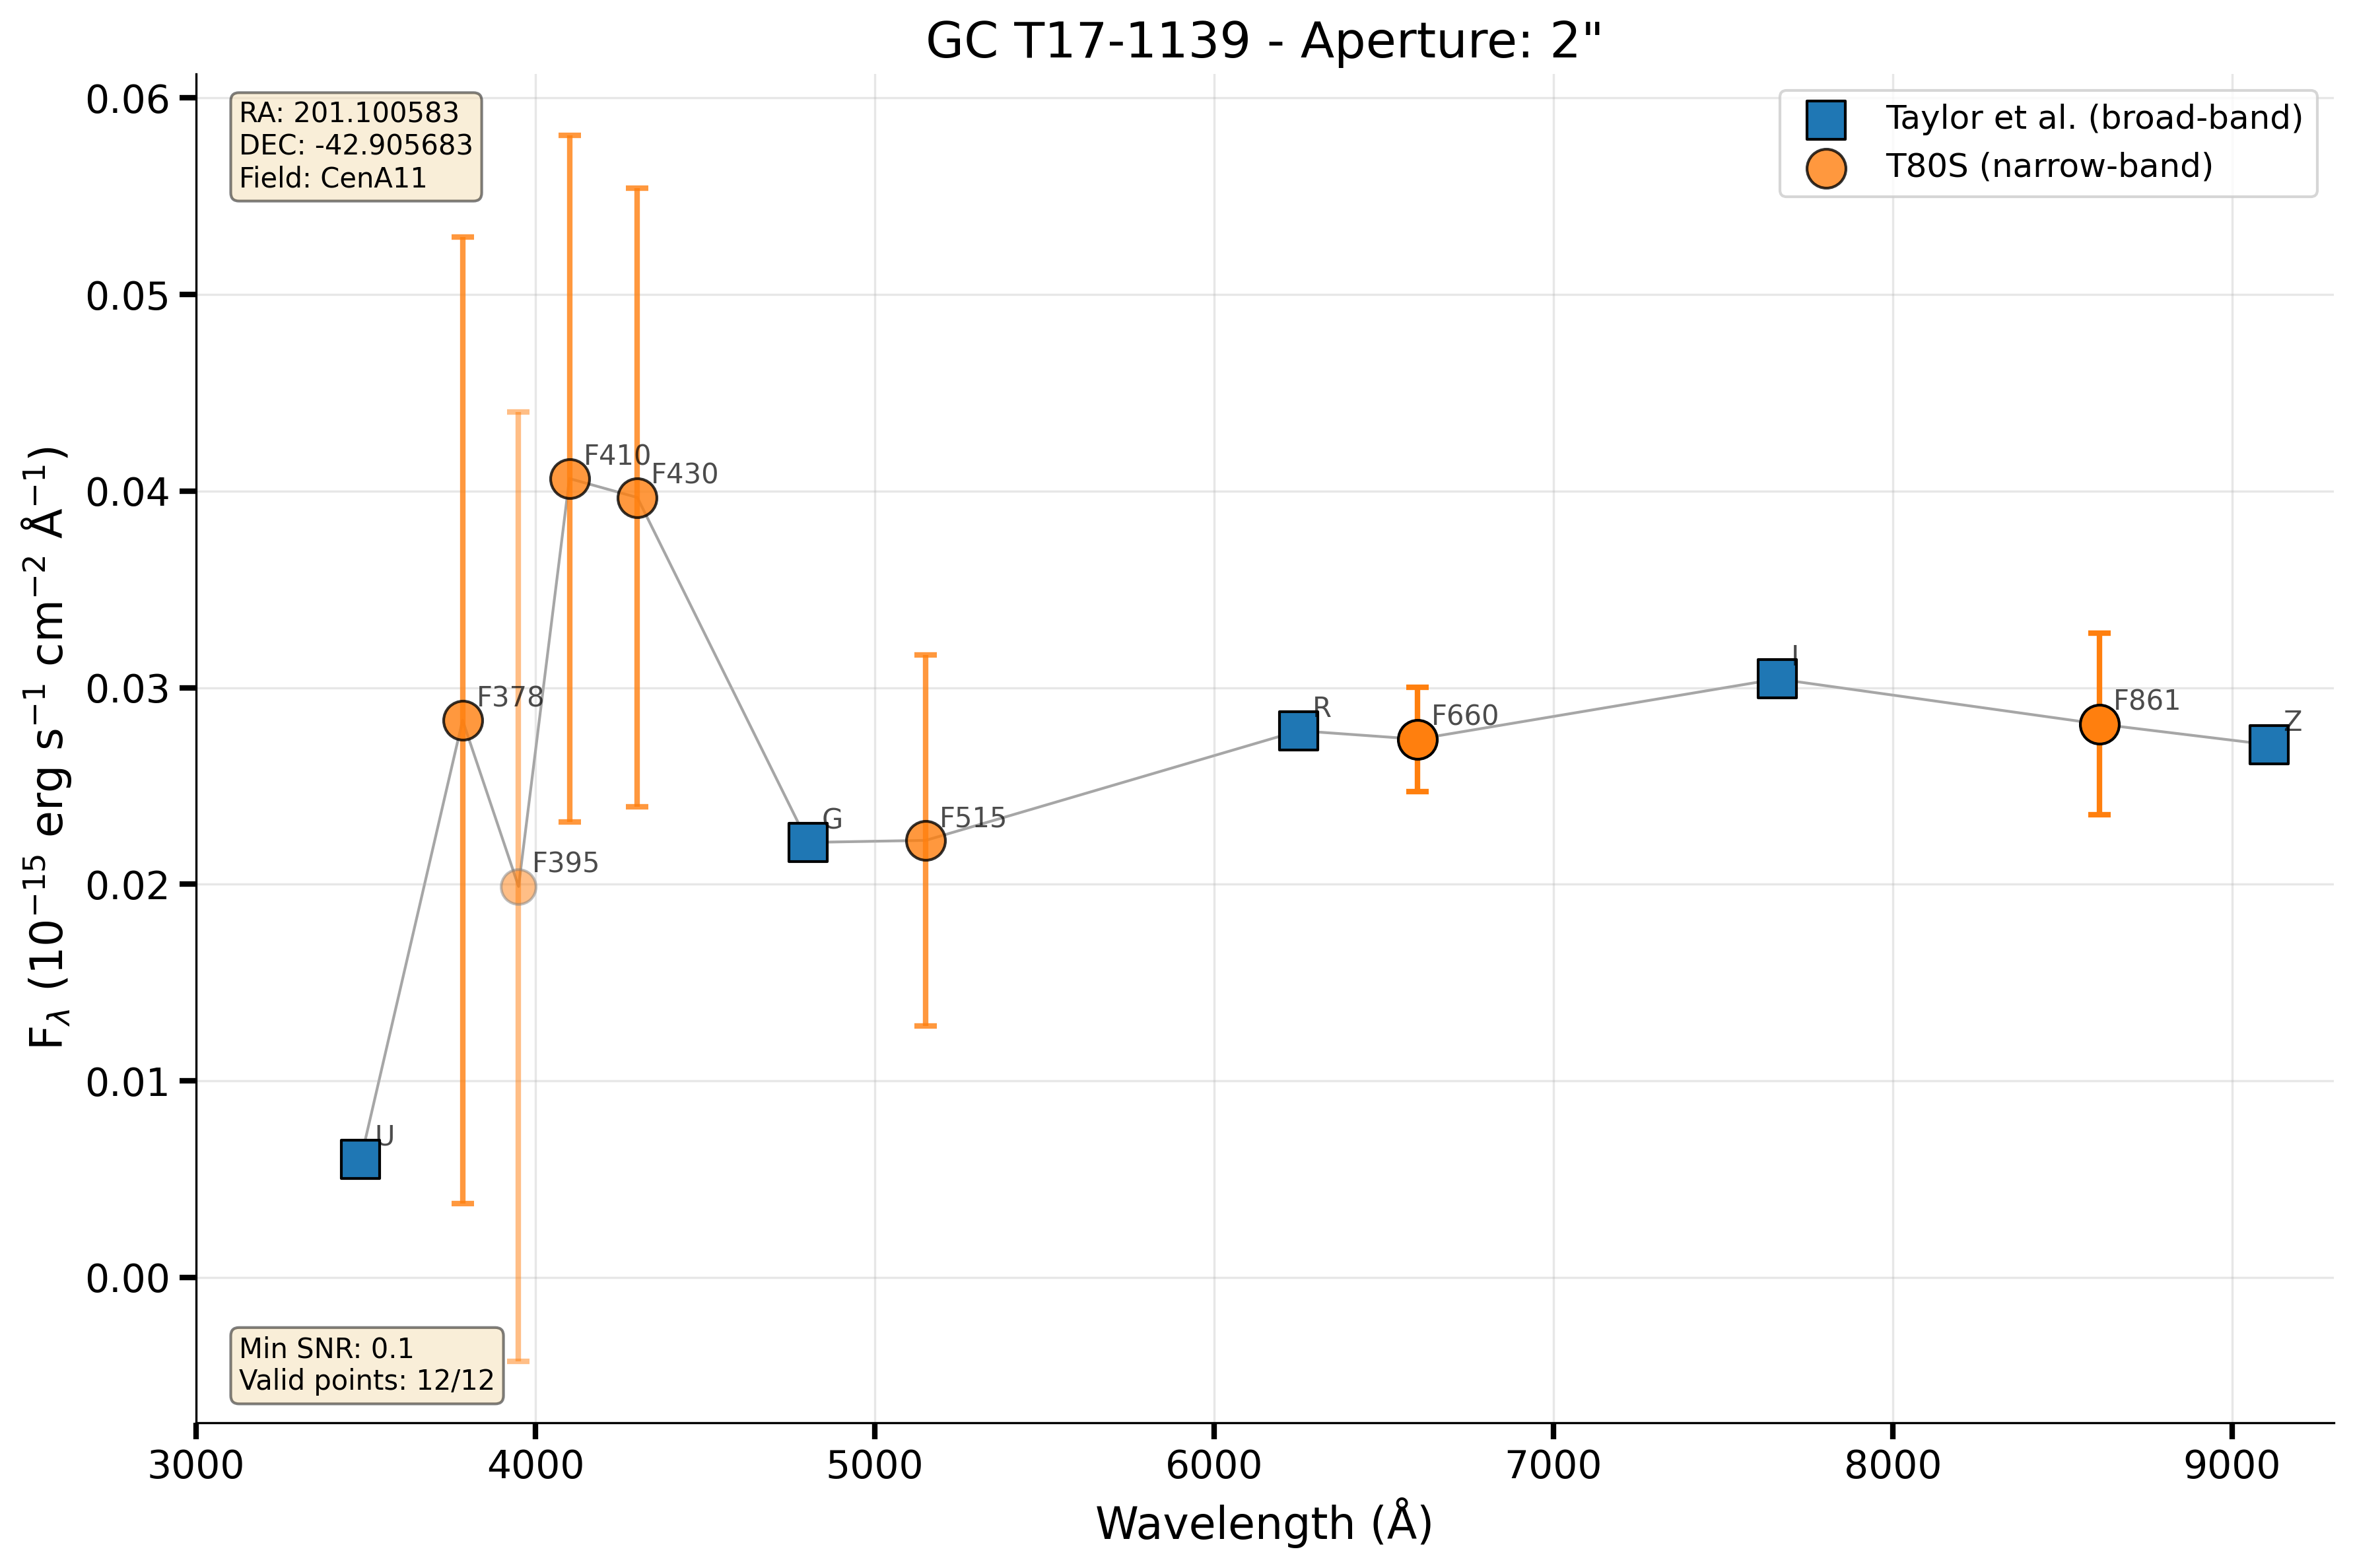 GC T17-1139 - Aperture: 2"
RA: 201.100583
DEC: -42.905683
Field: CenA11
Taylor et al. (broad-band)
T80S (narrow-band)
0.06
0.05
0.04
0.03
0.02
0.01
0.00
F_λ (10⁻¹⁵ erg s⁻¹ cm⁻² Å⁻¹)
U
F378
F395
F410
F430
G
F515
R
F660
I
F861
Z
Min SNR: 0.1
Valid points: 12/12
3000 4000 5000 6000 7000 8000 9000
Wavelength (Å)